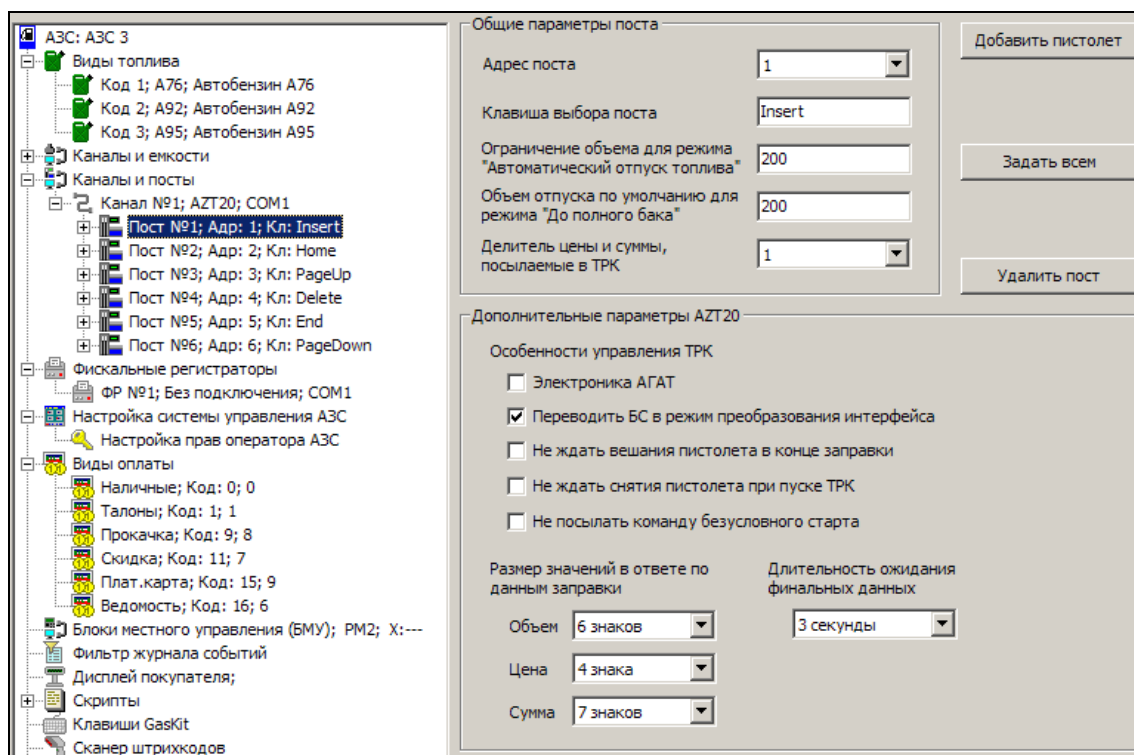 АЗС: АЗС 3
Виды топлива
Код 1; А76; Автобензин А76
Код 2; А92; Автобензин А92
Код 3; А95; Автобензин А95
Каналы и емкости
Каналы и посты
Канал №1; AZT20; COM1
Пост №1; Адр: 1; Кл: Insert
Пост №2; Адр: 2; Кл: Home
Пост №3; Адр: 3; Кл: PageUp
Пост №4; Адр: 4; Кл: Delete
Пост №5; Адр: 5; Кл: End
Пост №6; Адр: 6; Кл: PageDown
Фискальные регистраторы
ФР №1; Без подключения; COM1
Настройка системы управления АЗС
Настройка прав оператора АЗС
Виды оплаты
Наличные; Код: 0; 0
Талоны; Код: 1; 1
Прокачка; Код: 9; 8
Скидка; Код: 11; 7
Плат.карта; Код: 15; 9
Ведомость; Код: 16; 6
Блоки местного управления (БМУ); РМ2; X:---
Фильтр журнала событий
Дисплей покупателя;
Скрипты
Клавиши GasKit
Сканер штрихкодов
Общие параметры поста
Адрес поста
1
Клавиша выбора поста
Insert
Ограничение объема для режима
"Автоматический отпуск топлива"
200
Объем отпуска по умолчанию для
режима "До полного бака"
200
Делитель цены и суммы,
посылаемые в ТРК
1
Добавить пистолет
Задать всем
Удалить пост
Дополнительные параметры AZT20
Особенности управления ТРК
Электроника АГАТ
Переводить БС в режим преобразования интерфейса
Не ждать вешания пистолета в конце заправки
Не ждать снятия пистолета при пуске ТРК
Не посылать команду безусловного старта
Размер значений в ответе по
данным заправки
Объем
6 знаков
Цена
4 знака
Сумма
7 знаков
Длительность ожидания
финальных данных
3 секунды